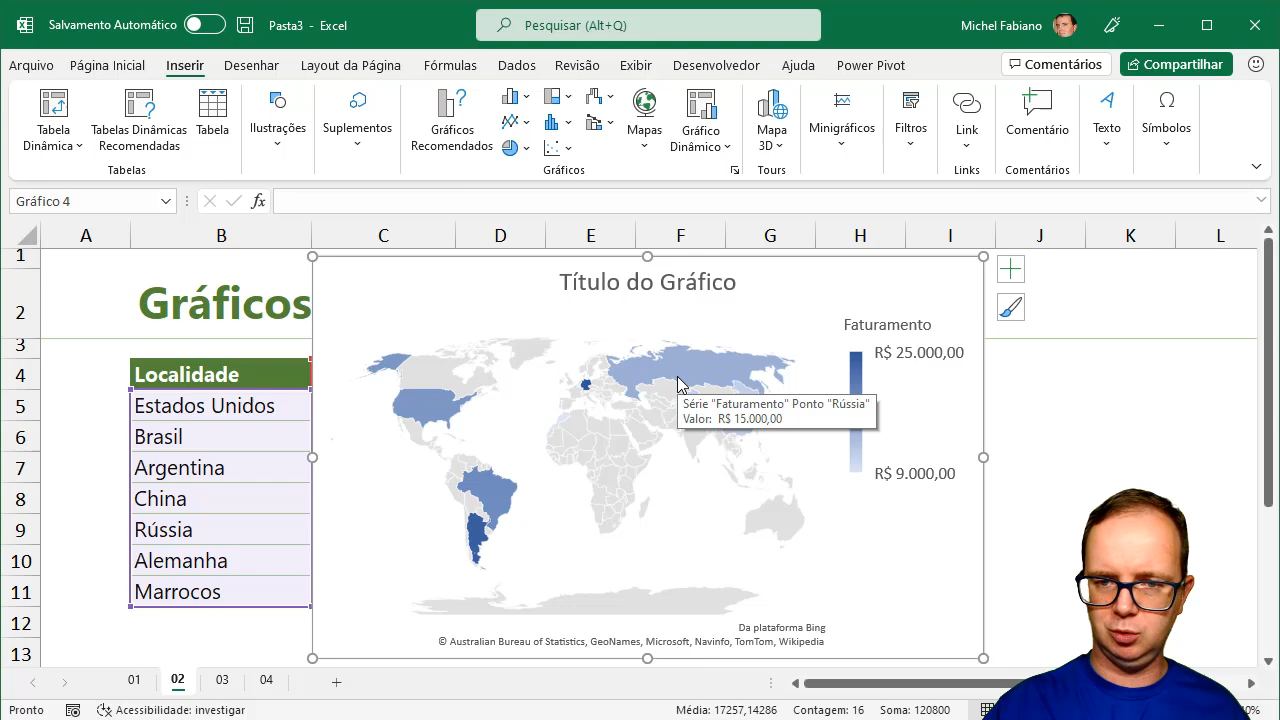 Salvamento Automático
Pasta3 - Excel
Pesquisar (Alt+Q)
Michel Fabiano
Arquivo
Página Inicial
Inserir
Desenhar
Layout da Página
Fórmulas
Dados
Revisão
Exibir
Desenvolvedor
Ajuda
Power Pivot
Comentários
Compartilhar
Tabela
Dinâmica
Tabelas Dinâmicas
Recomendadas
Tabela
Tabelas
Ilustrações
Suplementos
Gráficos
Recomendados
Mapas
Gráfico
Dinâmico
Gráficos
Mapa
3D
Tours
Minigráficos
Filtros
Link
Links
Comentário
Comentários
Texto
Símbolos
Gráfico 4
fx
A B C D E F G H I J K L
1
2 Gráficos
3
4 Localidade
5 Estados Unidos
6 Brasil
7 Argentina
8 China
9 Rússia
10 Alemanha
11 Marrocos
12
13
Título do Gráfico
Faturamento
R$ 25.000,00
R$ 9.000,00
Série "Faturamento" Ponto "Rússia"
Valor: R$ 15.000,00
Da plataforma Bing
© Australian Bureau of Statistics, GeoNames, Microsoft, Navinfo, TomTom, Wikipedia
01 02 03 04
Pronto
Acessibilidade: investigar
Média: 17257,14286
Contagem: 16
Soma: 120800